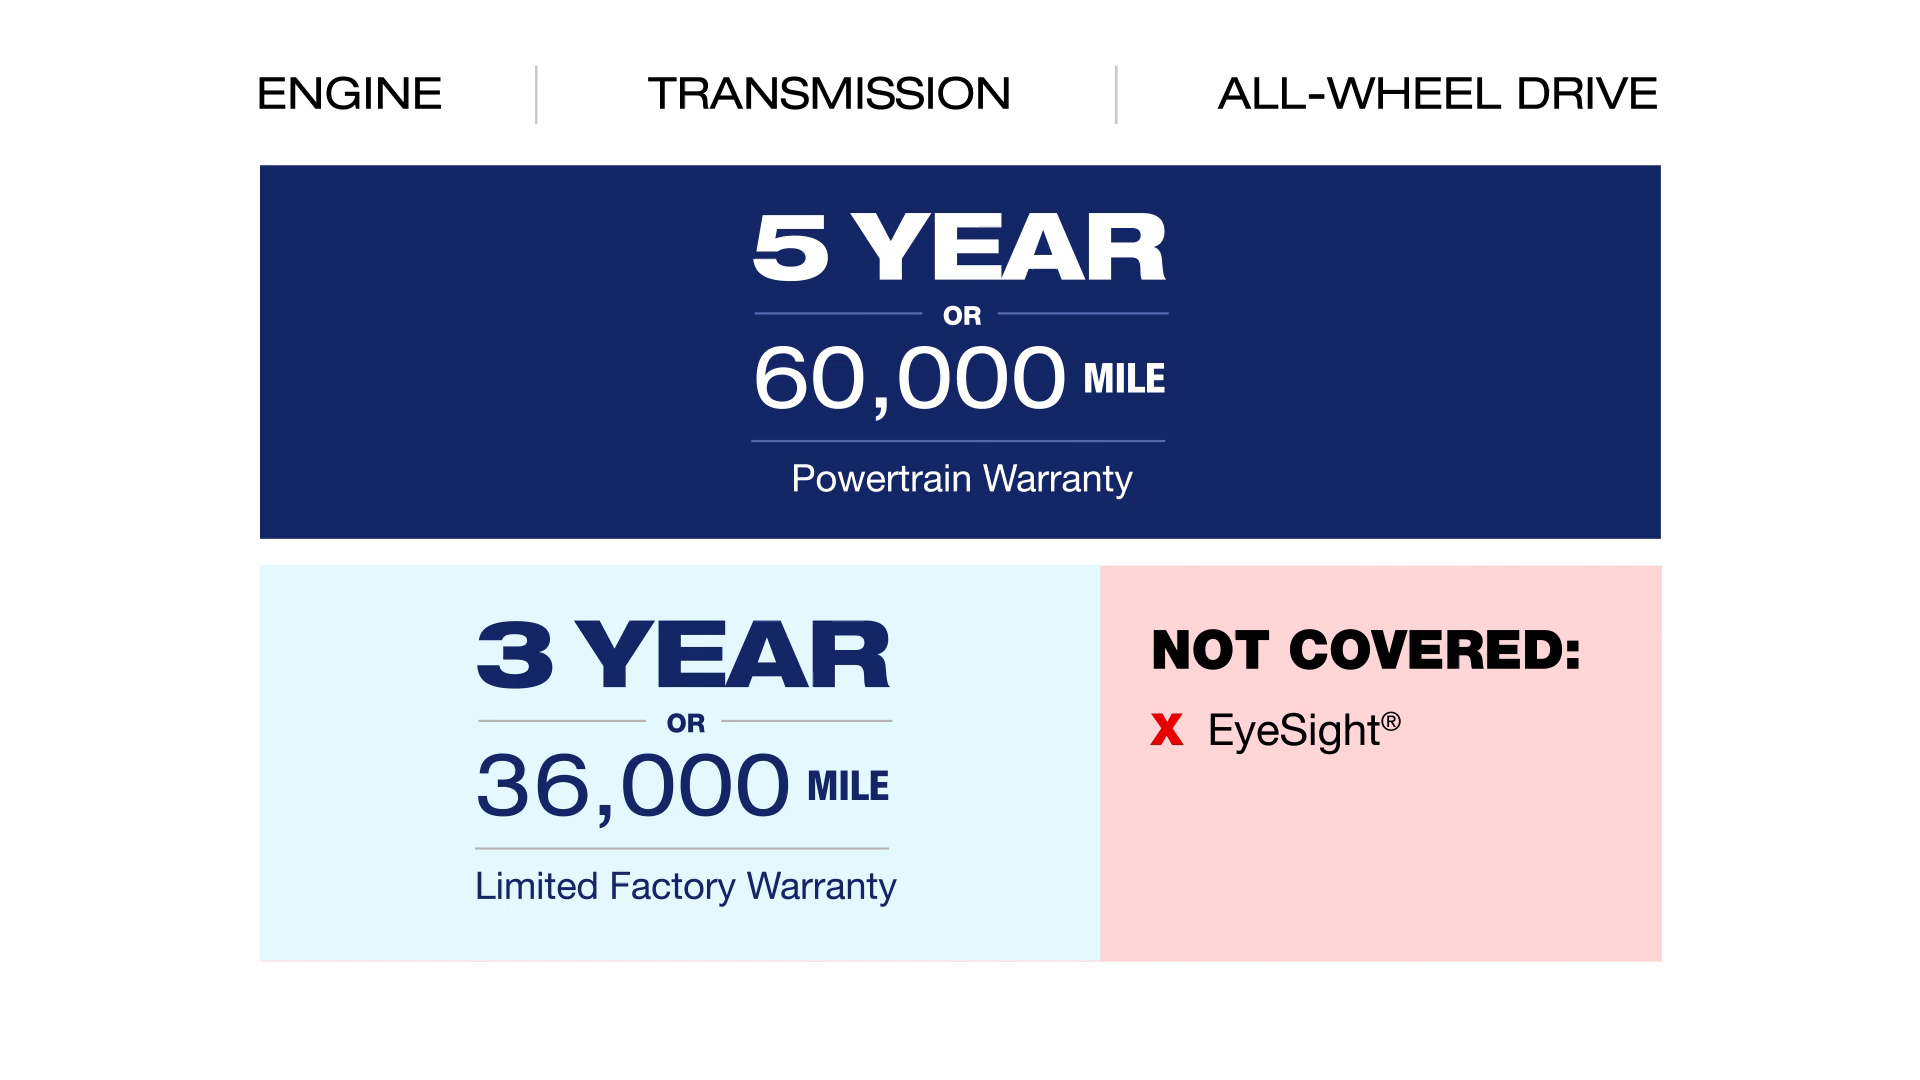 ENGINE TRANSMISSION ALL-WHEEL DRIVE
5 YEAR
OR
60,000 MILE
Powertrain Warranty
3 YEAR
OR
36,000 MILE
Limited Factory Warranty
NOT COVERED:
X EyeSight®